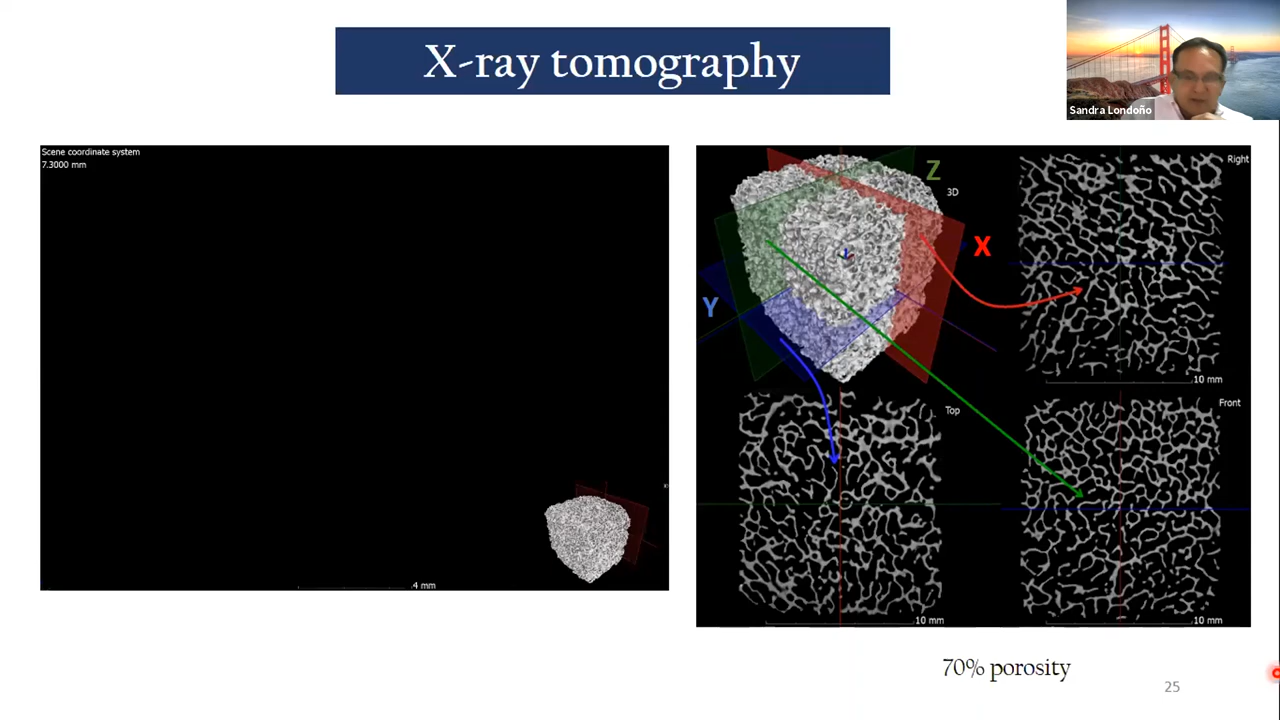 X-ray tomography
Sandra Londoño
Scene coordinate system
7.3000 mm
4 mm
Z
3D
X
Y
Right
10 mm
Top
10 mm
Front
10 mm
70% porosity
25